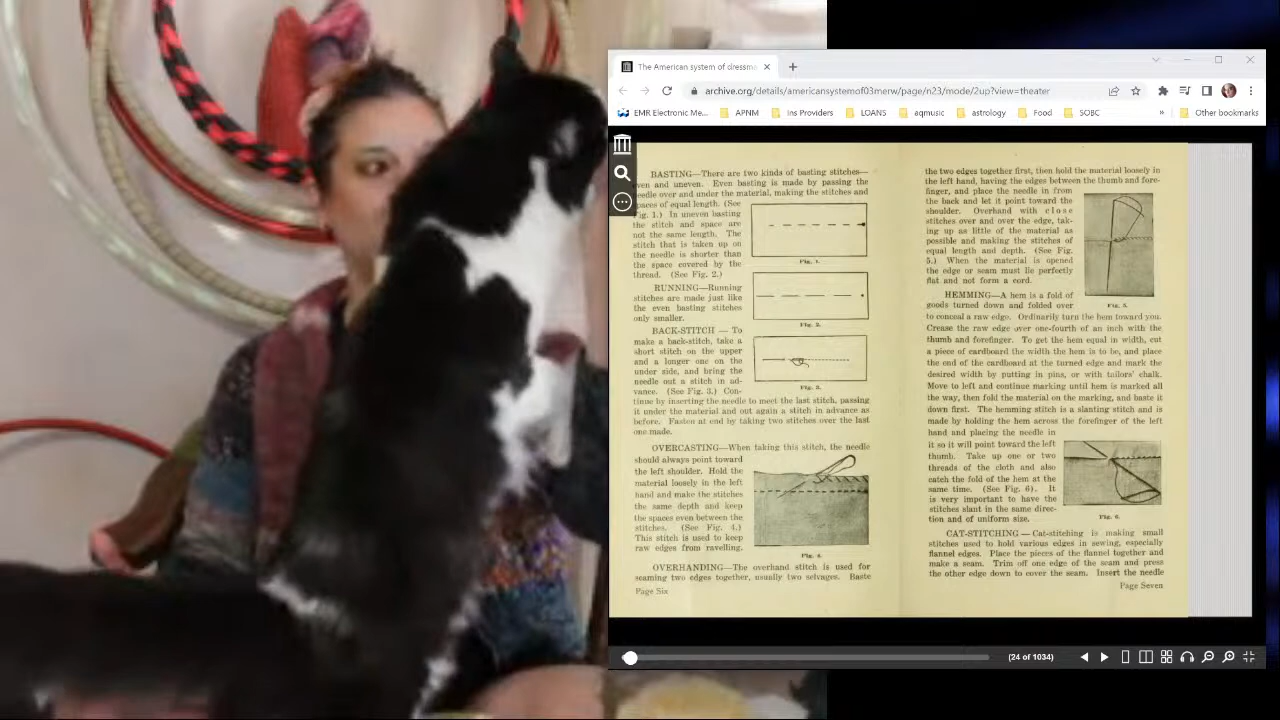 The American system of dressm
archive.org/details/americansystemof03merw/page/n23/mode/2up?view=theater
EMR Electronic Me...
APNM
Ins Providers
LOANS
aqmusic
astrology
Food
SOBC
»
Other bookmarks
BASTING—There are two kinds of basting stitches—
even and uneven. Even basting is made by passing the
needle over and under the material, making the stitches and
spaces of equal length. (See
Fig. 1.) In uneven basting
the stitch and space are
not the same length. The
stitch that is taken up on
the needle is shorter than
the space covered by the
thread. (See Fig. 2.)
Fig. 1.
RUNNING—Running
stitches are made just like
the even basting stitches
only smaller.
Fig. 2.
BACK-STITCH — To
make a back-stitch, take a
short stitch on the upper
and a longer one on the
under side, and bring the
needle out a stitch in ad-
vance. (See Fig. 3.) Con-
Fig. 3.
tinue by inserting the needle to meet the last stitch, passing
it under the material and out again a stitch in advance as
before. Fasten at end by taking two stitches over the last
one made.
OVERCASTING—When taking this stitch, the needle
should always point toward
the left shoulder. Hold the
material loosely in the left
hand and make the stitches
the same depth and keep
the spaces even between the
stitches. (See Fig. 4.)
This stitch is used to keep
raw edges from ravelling.
Fig. 4.
OVERHANDING—The overhand stitch is used for
seaming two edges together, usually two selvages. Baste
Page Six
the two edges together first, then hold the material loosely in
the left hand, having the edges between the thumb and fore-
finger, and place the needle in from
the back and let it point toward the
shoulder. Overhand with close
stitches over and over the edge, tak-
ing up as little of the material as
possible and making the stitches of
equal length and depth. (See Fig.
5.) When the material is opened
the edge or seam must lie perfectly
flat and not form a cord.
Fig. 5.
HEMMING—A hem is a fold of
goods turned down and folded over
to conceal a raw edge. Ordinarily turn the hem toward you.
Crease the raw edge over one-fourth of an inch with the
thumb and forefinger. To get the hem equal in width, cut
a piece of cardboard the width the hem is to be, and place
the end of the cardboard at the turned edge and mark the
desired width by putting in pins, or with tailors' chalk.
Move to left and continue marking until hem is marked all
the way, then fold the material on the marking, and baste it
down first. The hemming stitch is a slanting stitch and is
made by holding the hem across the forefinger of the left
hand and placing the needle in
it so it will point toward the left
thumb. Take up one or two
threads of the cloth and also
catch the fold of the hem at the
same time. (See Fig. 6). It
is very important to have the
stitches slant in the same direc-
tion and of uniform size.
Fig. 6.
CAT-STITCHING — Cat-stitching is making small
stitches used to hold various edges in sewing, especially
flannel edges. Place the pieces of the flannel together and
make a seam. Trim off one edge of the seam and press
the other edge down to cover the seam. Insert the needle
Page Seven
(24 of 1034)